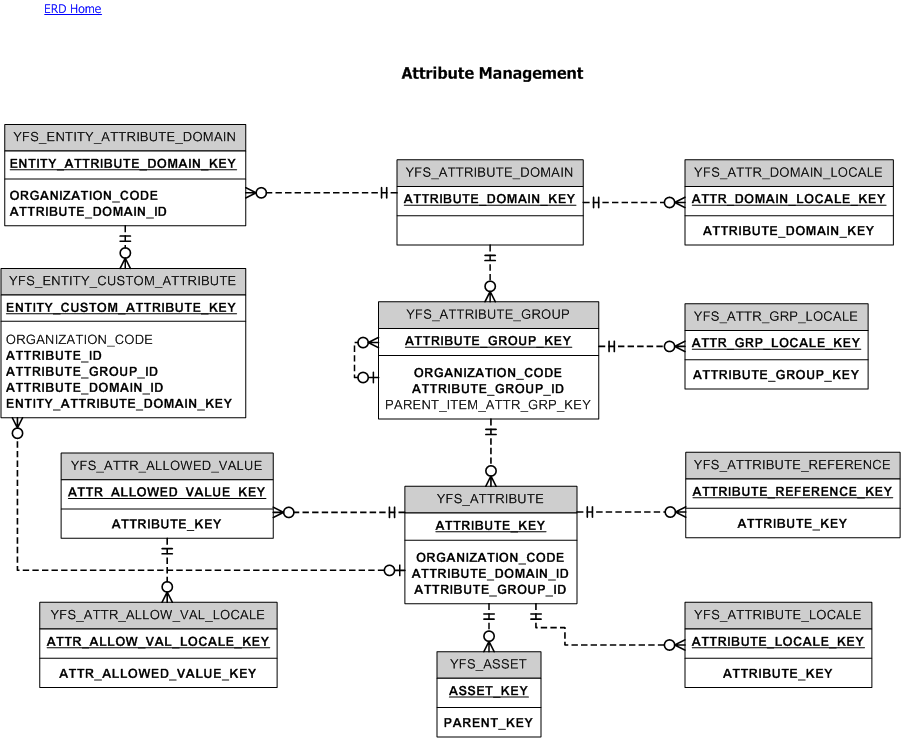 ERD Home
Attribute Management
YFS_ENTITY_ATTRIBUTE_DOMAIN
ENTITY_ATTRIBUTE_DOMAIN_KEY
ORGANIZATION_CODE
ATTRIBUTE_DOMAIN_ID
YFS_ATTRIBUTE_DOMAIN
ATTRIBUTE_DOMAIN_KEY
YFS_ATTR_DOMAIN_LOCALE
ATTR_DOMAIN_LOCALE_KEY
ATTRIBUTE_DOMAIN_KEY
YFS_ENTITY_CUSTOM_ATTRIBUTE
ENTITY_CUSTOM_ATTRIBUTE_KEY
ORGANIZATION_CODE
ATTRIBUTE_ID
ATTRIBUTE_GROUP_ID
ATTRIBUTE_DOMAIN_ID
ENTITY_ATTRIBUTE_DOMAIN_KEY
YFS_ATTRIBUTE_GROUP
ATTRIBUTE_GROUP_KEY
ORGANIZATION_CODE
ATTRIBUTE_GROUP_ID
PARENT_ITEM_ATTR_GRP_KEY
YFS_ATTR_GRP_LOCALE
ATTR_GRP_LOCALE_KEY
ATTRIBUTE_GROUP_KEY
YFS_ATTR_ALLOWED_VALUE
ATTR_ALLOWED_VALUE_KEY
ATTRIBUTE_KEY
YFS_ATTRIBUTE
ATTRIBUTE_KEY
ORGANIZATION_CODE
ATTRIBUTE_DOMAIN_ID
ATTRIBUTE_GROUP_ID
YFS_ATTRIBUTE_REFERENCE
ATTRIBUTE_REFERENCE_KEY
ATTRIBUTE_KEY
YFS_ATTR_ALLOW_VAL_LOCALE
ATTR_ALLOW_VAL_LOCALE_KEY
ATTR_ALLOWED_VALUE_KEY
YFS_ASSET
ASSET_KEY
PARENT_KEY
YFS_ATTRIBUTE_LOCALE
ATTRIBUTE_LOCALE_KEY
ATTRIBUTE_KEY